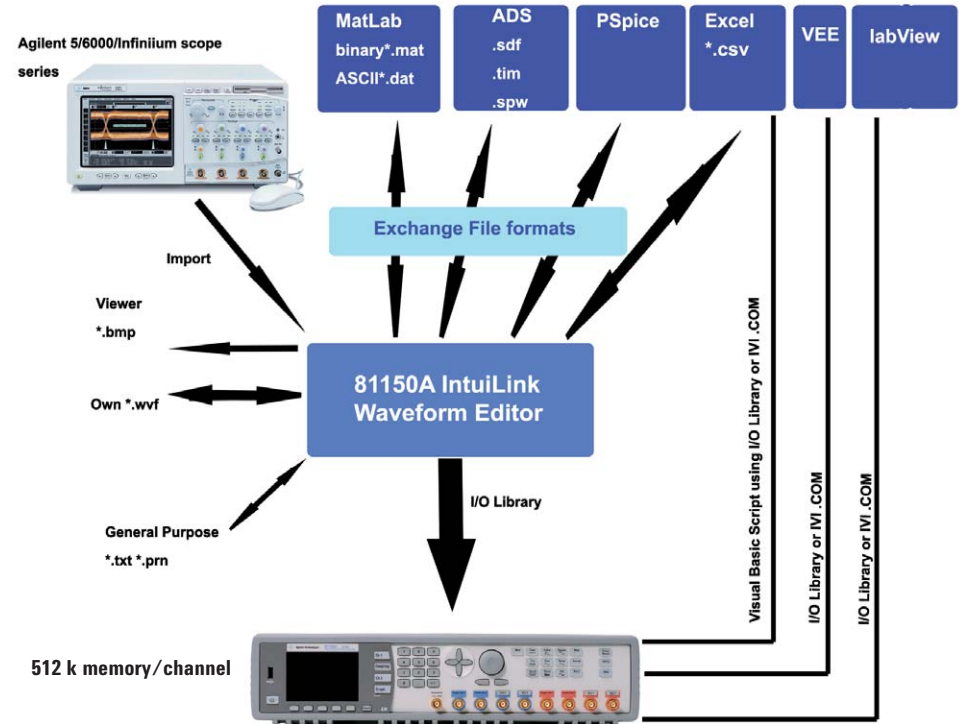 Agilent 5/6000/Infiniium scope
series
MatLab
binary*.mat
ASCII*.dat
ADS
.sdf
.tim
.spw
PSpice
Excel
*.csv
VEE
labView
Exchange File formats
Import
Viewer
*.bmp
Own *.wvf
General Purpose
*.txt *.prn
81150A IntuiLink
Waveform Editor
I/O Library
Visual Basic Script using I/O Library or IVI .COM
I/O Library or IVI .COM
I/O Library or IVI .COM
512 k memory/channel